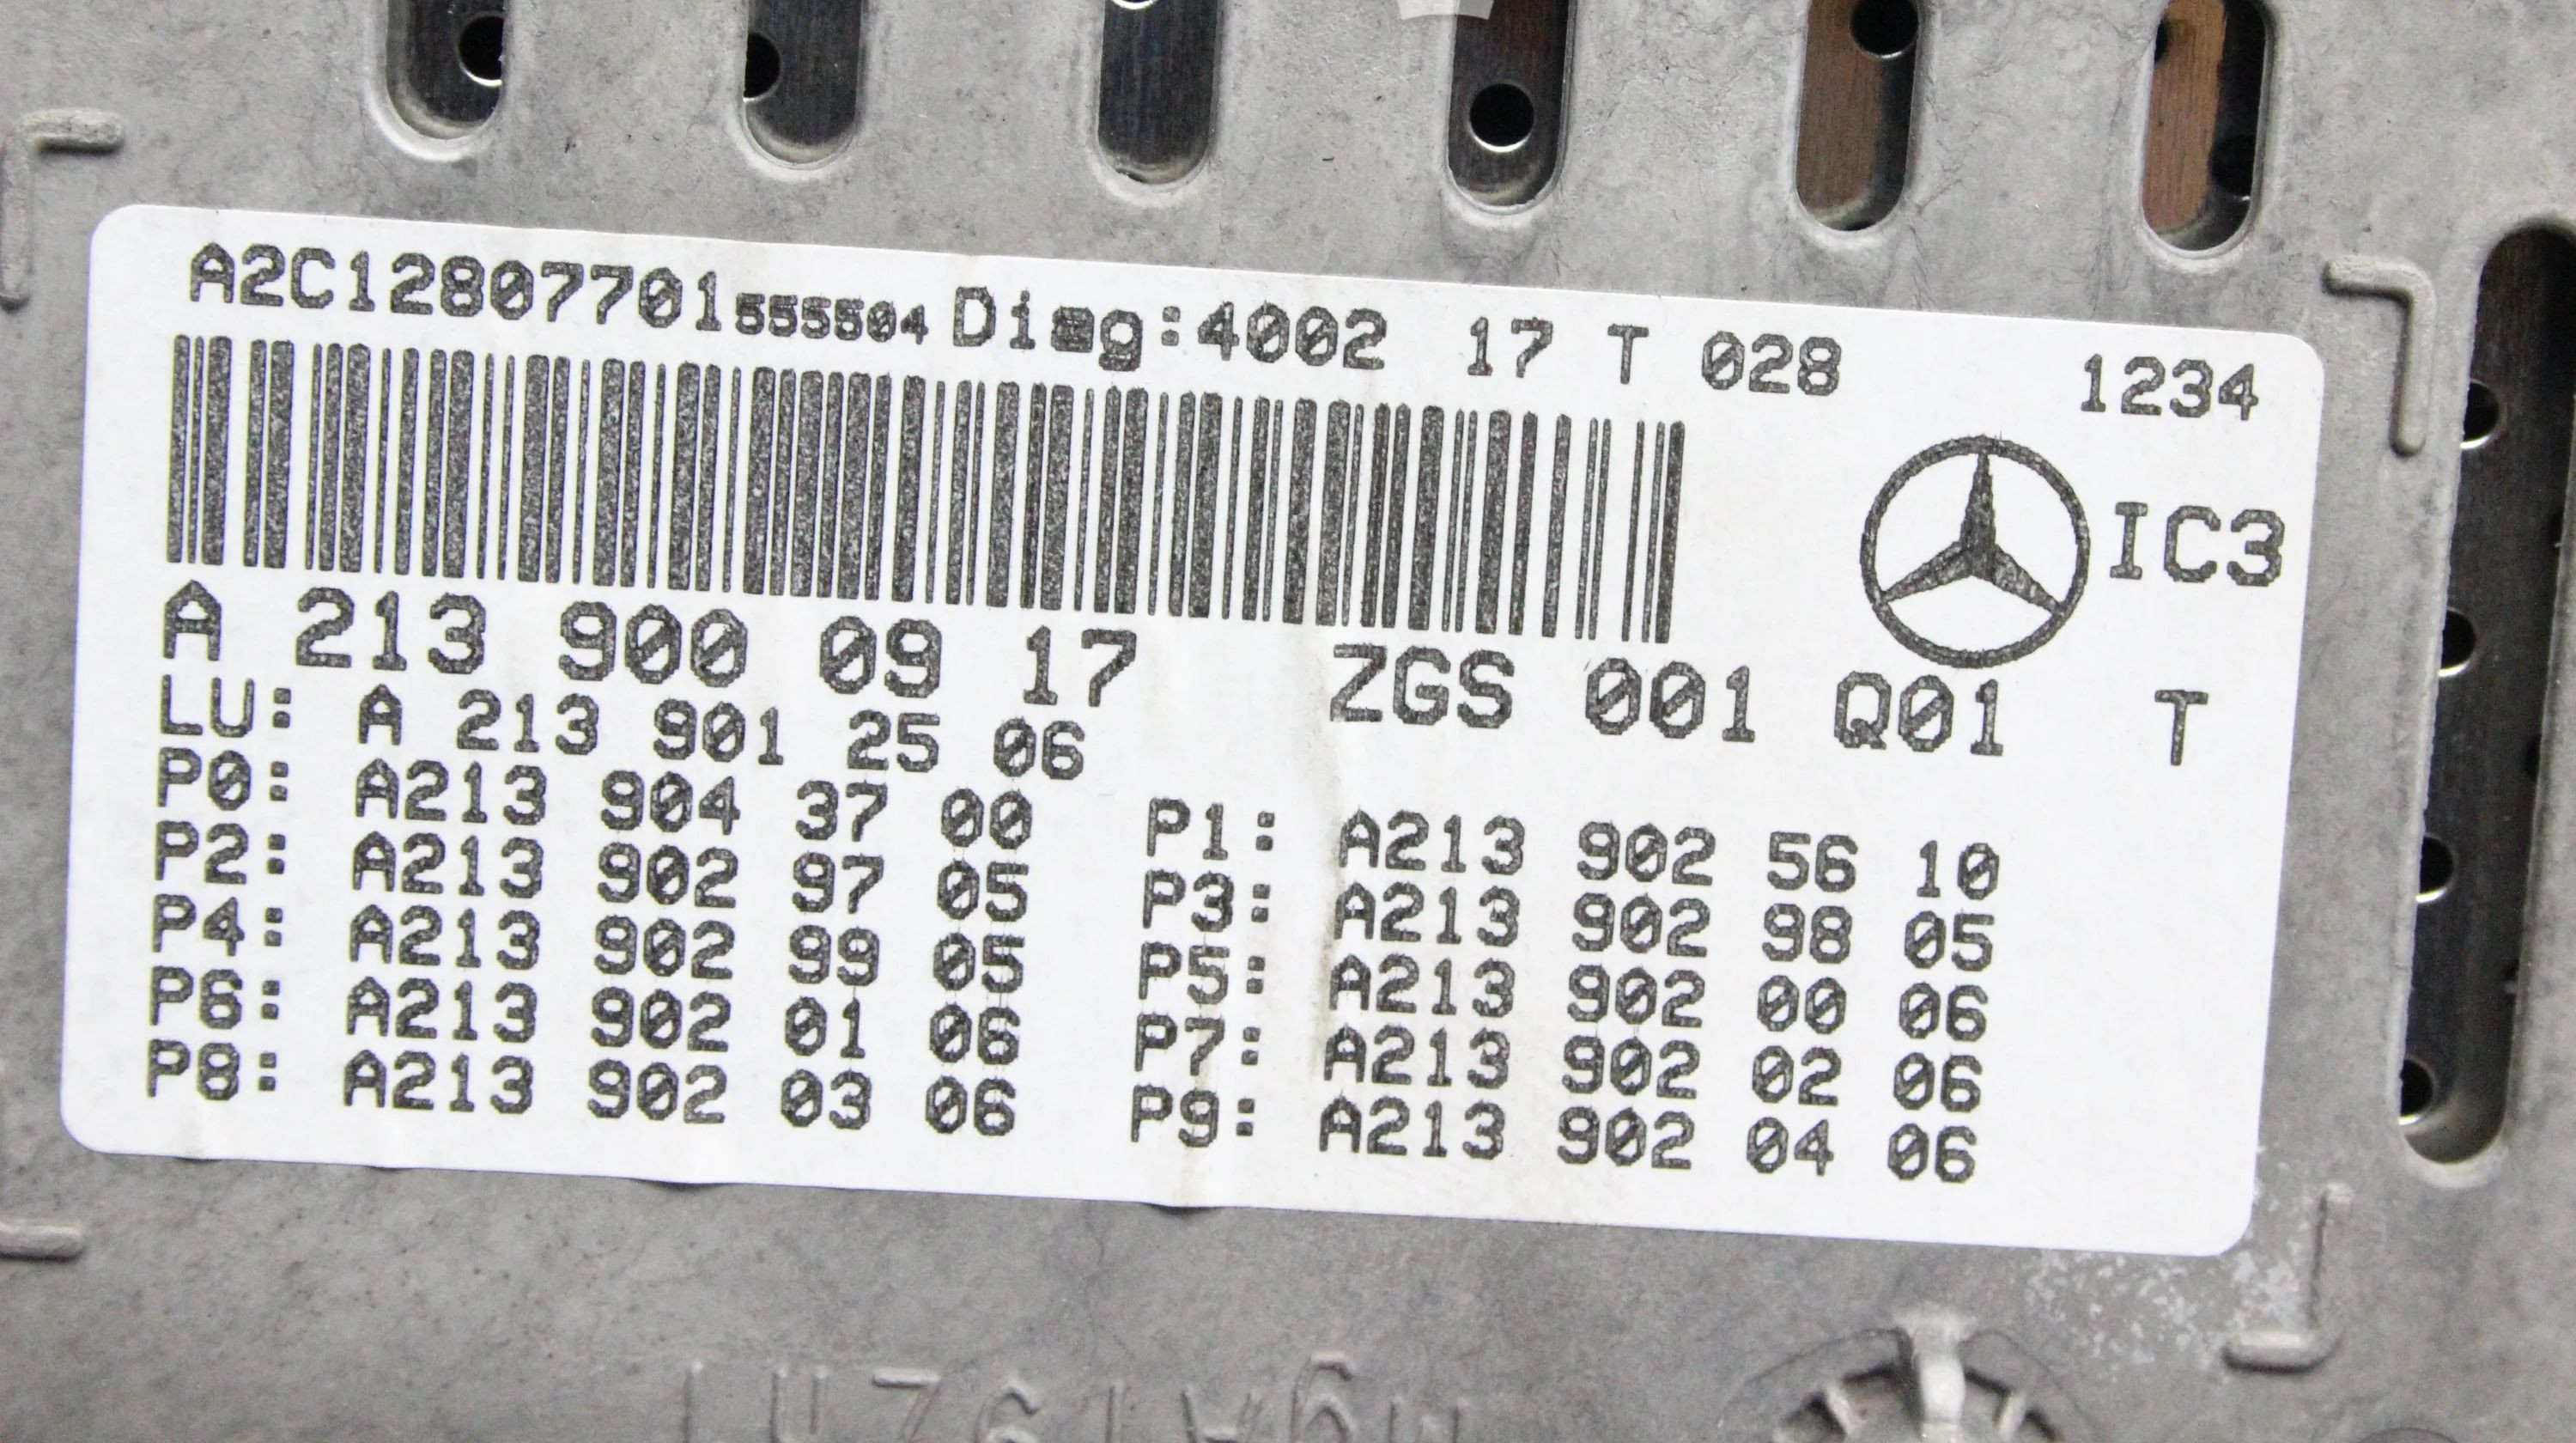 A2C12807701555504 Diag:4002 17 T 028 1234
IC3
A 213 900 09 17 ZGS 001 Q01 T
LU: A 213 901 25 06
P0: A213 904 37 00 P1: A213 902 56 10
P2: A213 902 97 05 P3: A213 902 98 05
P4: A213 902 99 05 P5: A213 902 00 06
P6: A213 902 01 06 P7: A213 902 02 06
P8: A213 902 03 06 P9: A213 902 04 06